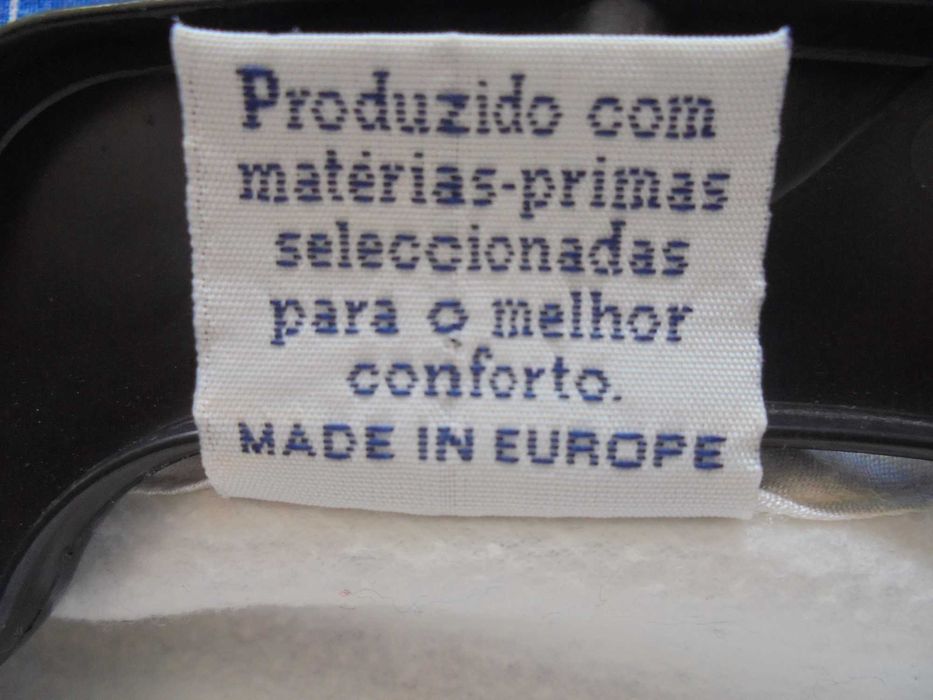 Produzido com
matérias-primas
seleccionadas
para o melhor
conforto.
MADE IN EUROPE